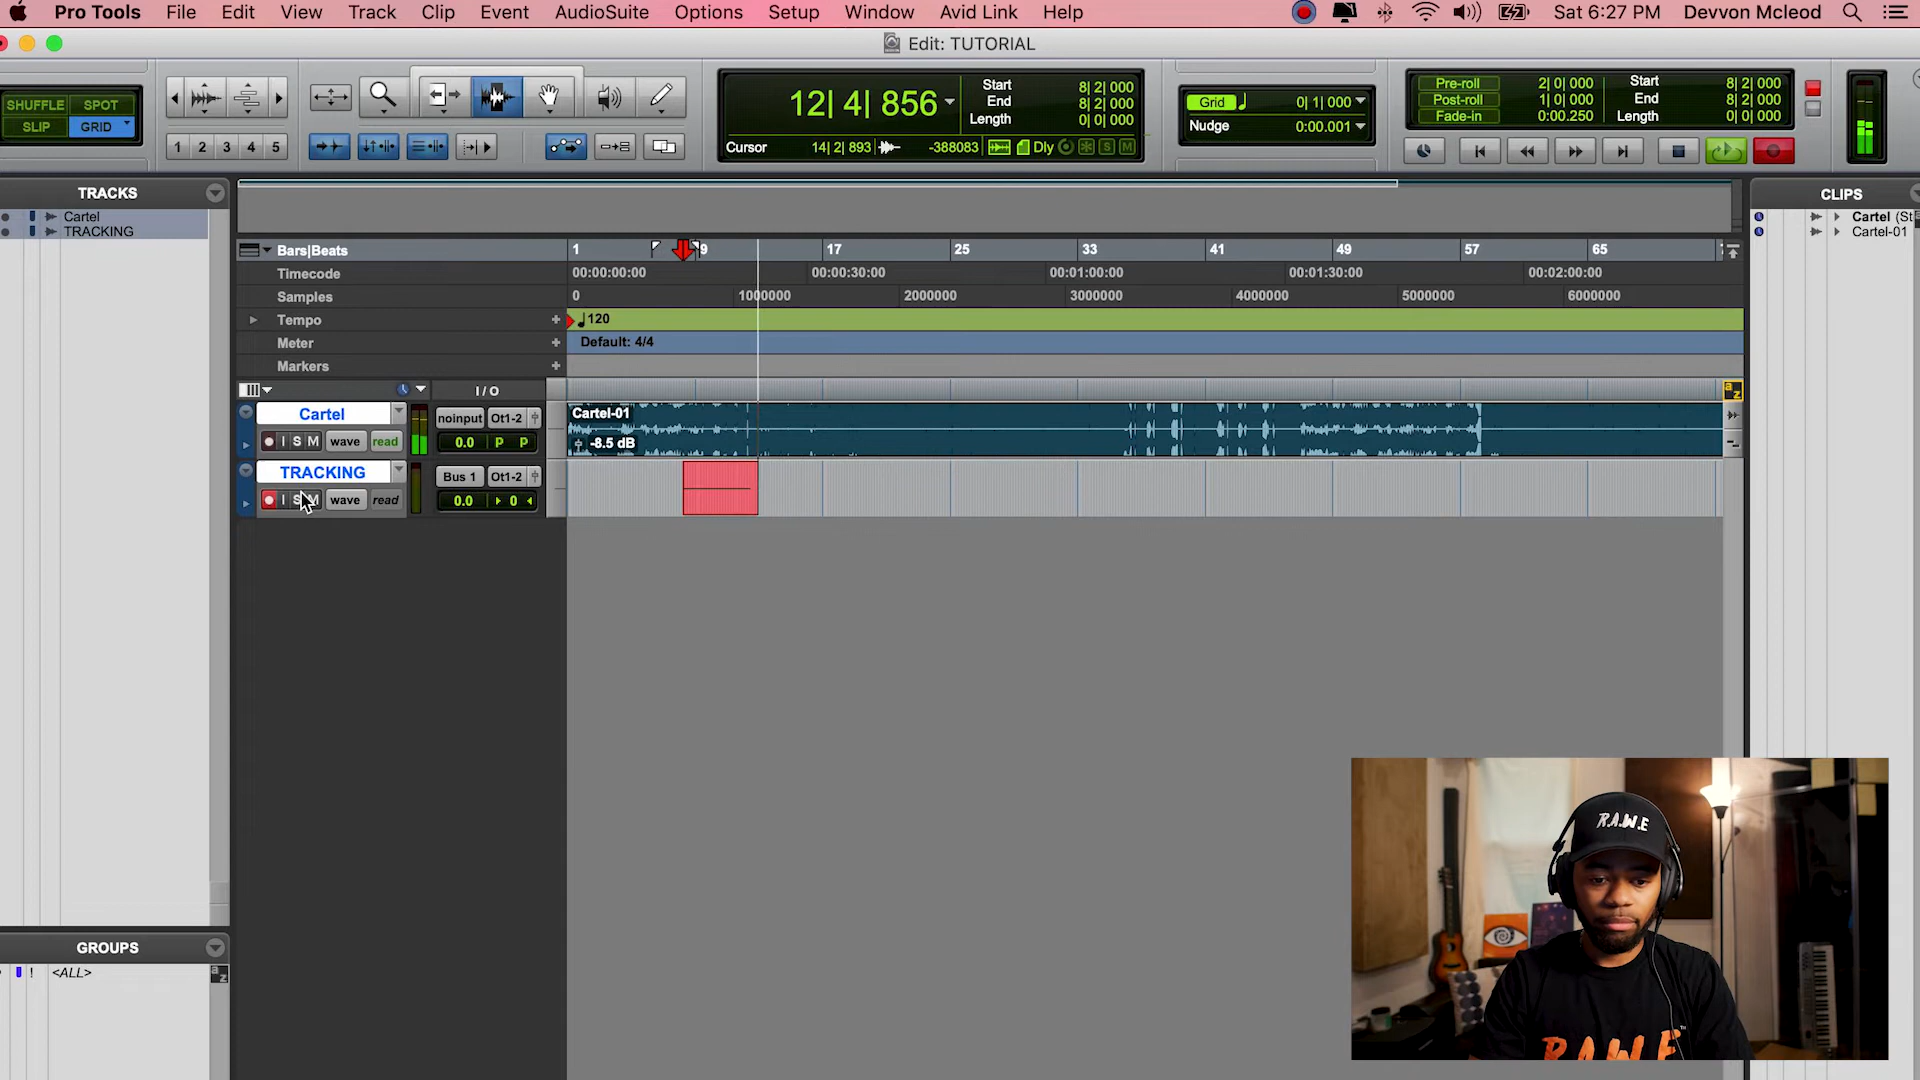 Pro Tools File Edit View Track Clip Event AudioSuite Options Setup Window Avid Link Help Sat 6:27 PM Devvon Mcleod
Edit: TUTORIAL
SHUFFLE SPOT
SLIP GRID
1 2 3 4 5
12| 4| 856
Start 8| 2| 000
End 8| 2| 000
Length 0| 0| 000
Cursor 14| 2| 893 -388083 Dly S M
Grid 0| 1| 000
Nudge 0:00.001
Pre-roll 2| 0| 000 Start 8| 2| 000
Post-roll 1| 0| 000 End 8| 2| 000
Fade-in 0:00.250 Length 0| 0| 000
TRACKS
Cartel
TRACKING
Bars|Beats 1 9 17 25 33 41 49 57 65
Timecode 00:00:00:00 00:00:30:00 00:01:00:00 00:01:30:00 00:02:00:00
Samples 0 1000000 2000000 3000000 4000000 5000000 6000000
Tempo + 120
Meter + Default: 4/4
Markers +
I / O
Cartel noinput Ot1-2
I S M wave read 0.0 P P
Cartel-01
-8.5 dB
TRACKING Bus 1 Ot1-2
I S M wave read 0.0 0
a z
CLIPS
Cartel (St
Cartel-01
GROUPS
! <ALL>
a z
R.A.W.E
RAWE
TM